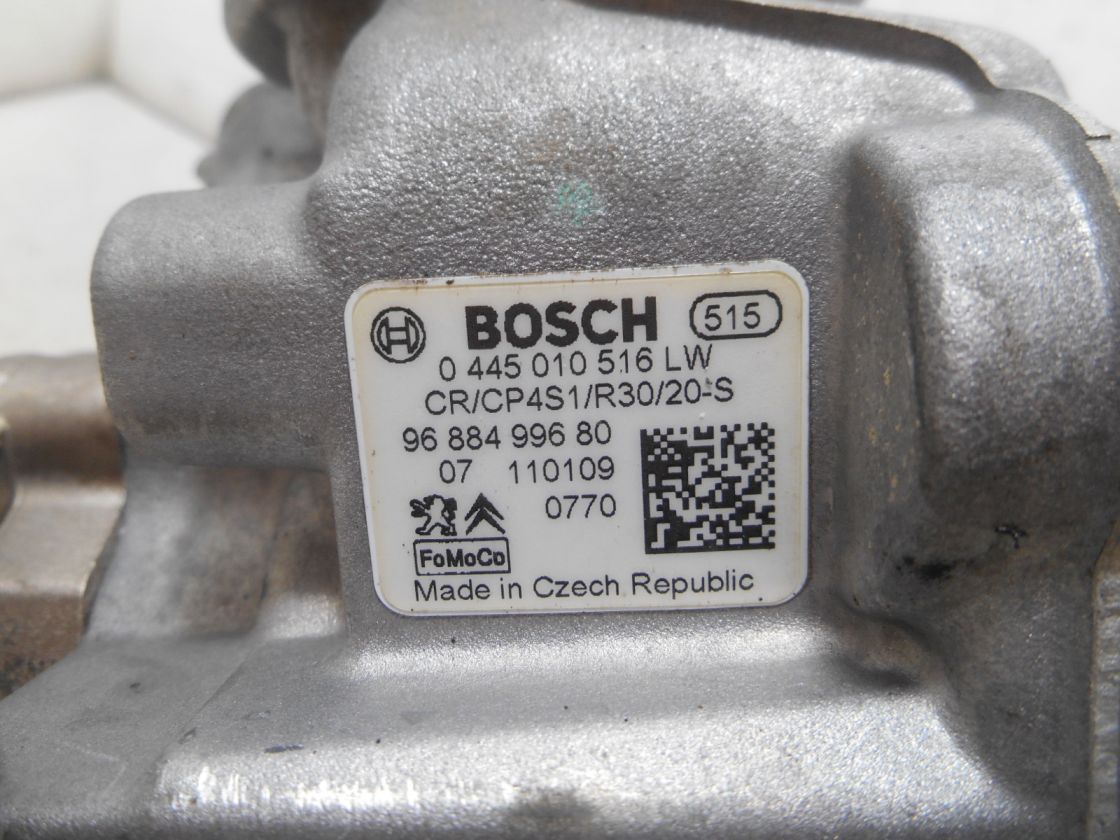 BOSCH 515
0 445 010 516 LW
CR/CP4S1/R30/20-S
96 884 996 80
07 110109
0770
FoMoCo
Made in Czech Republic